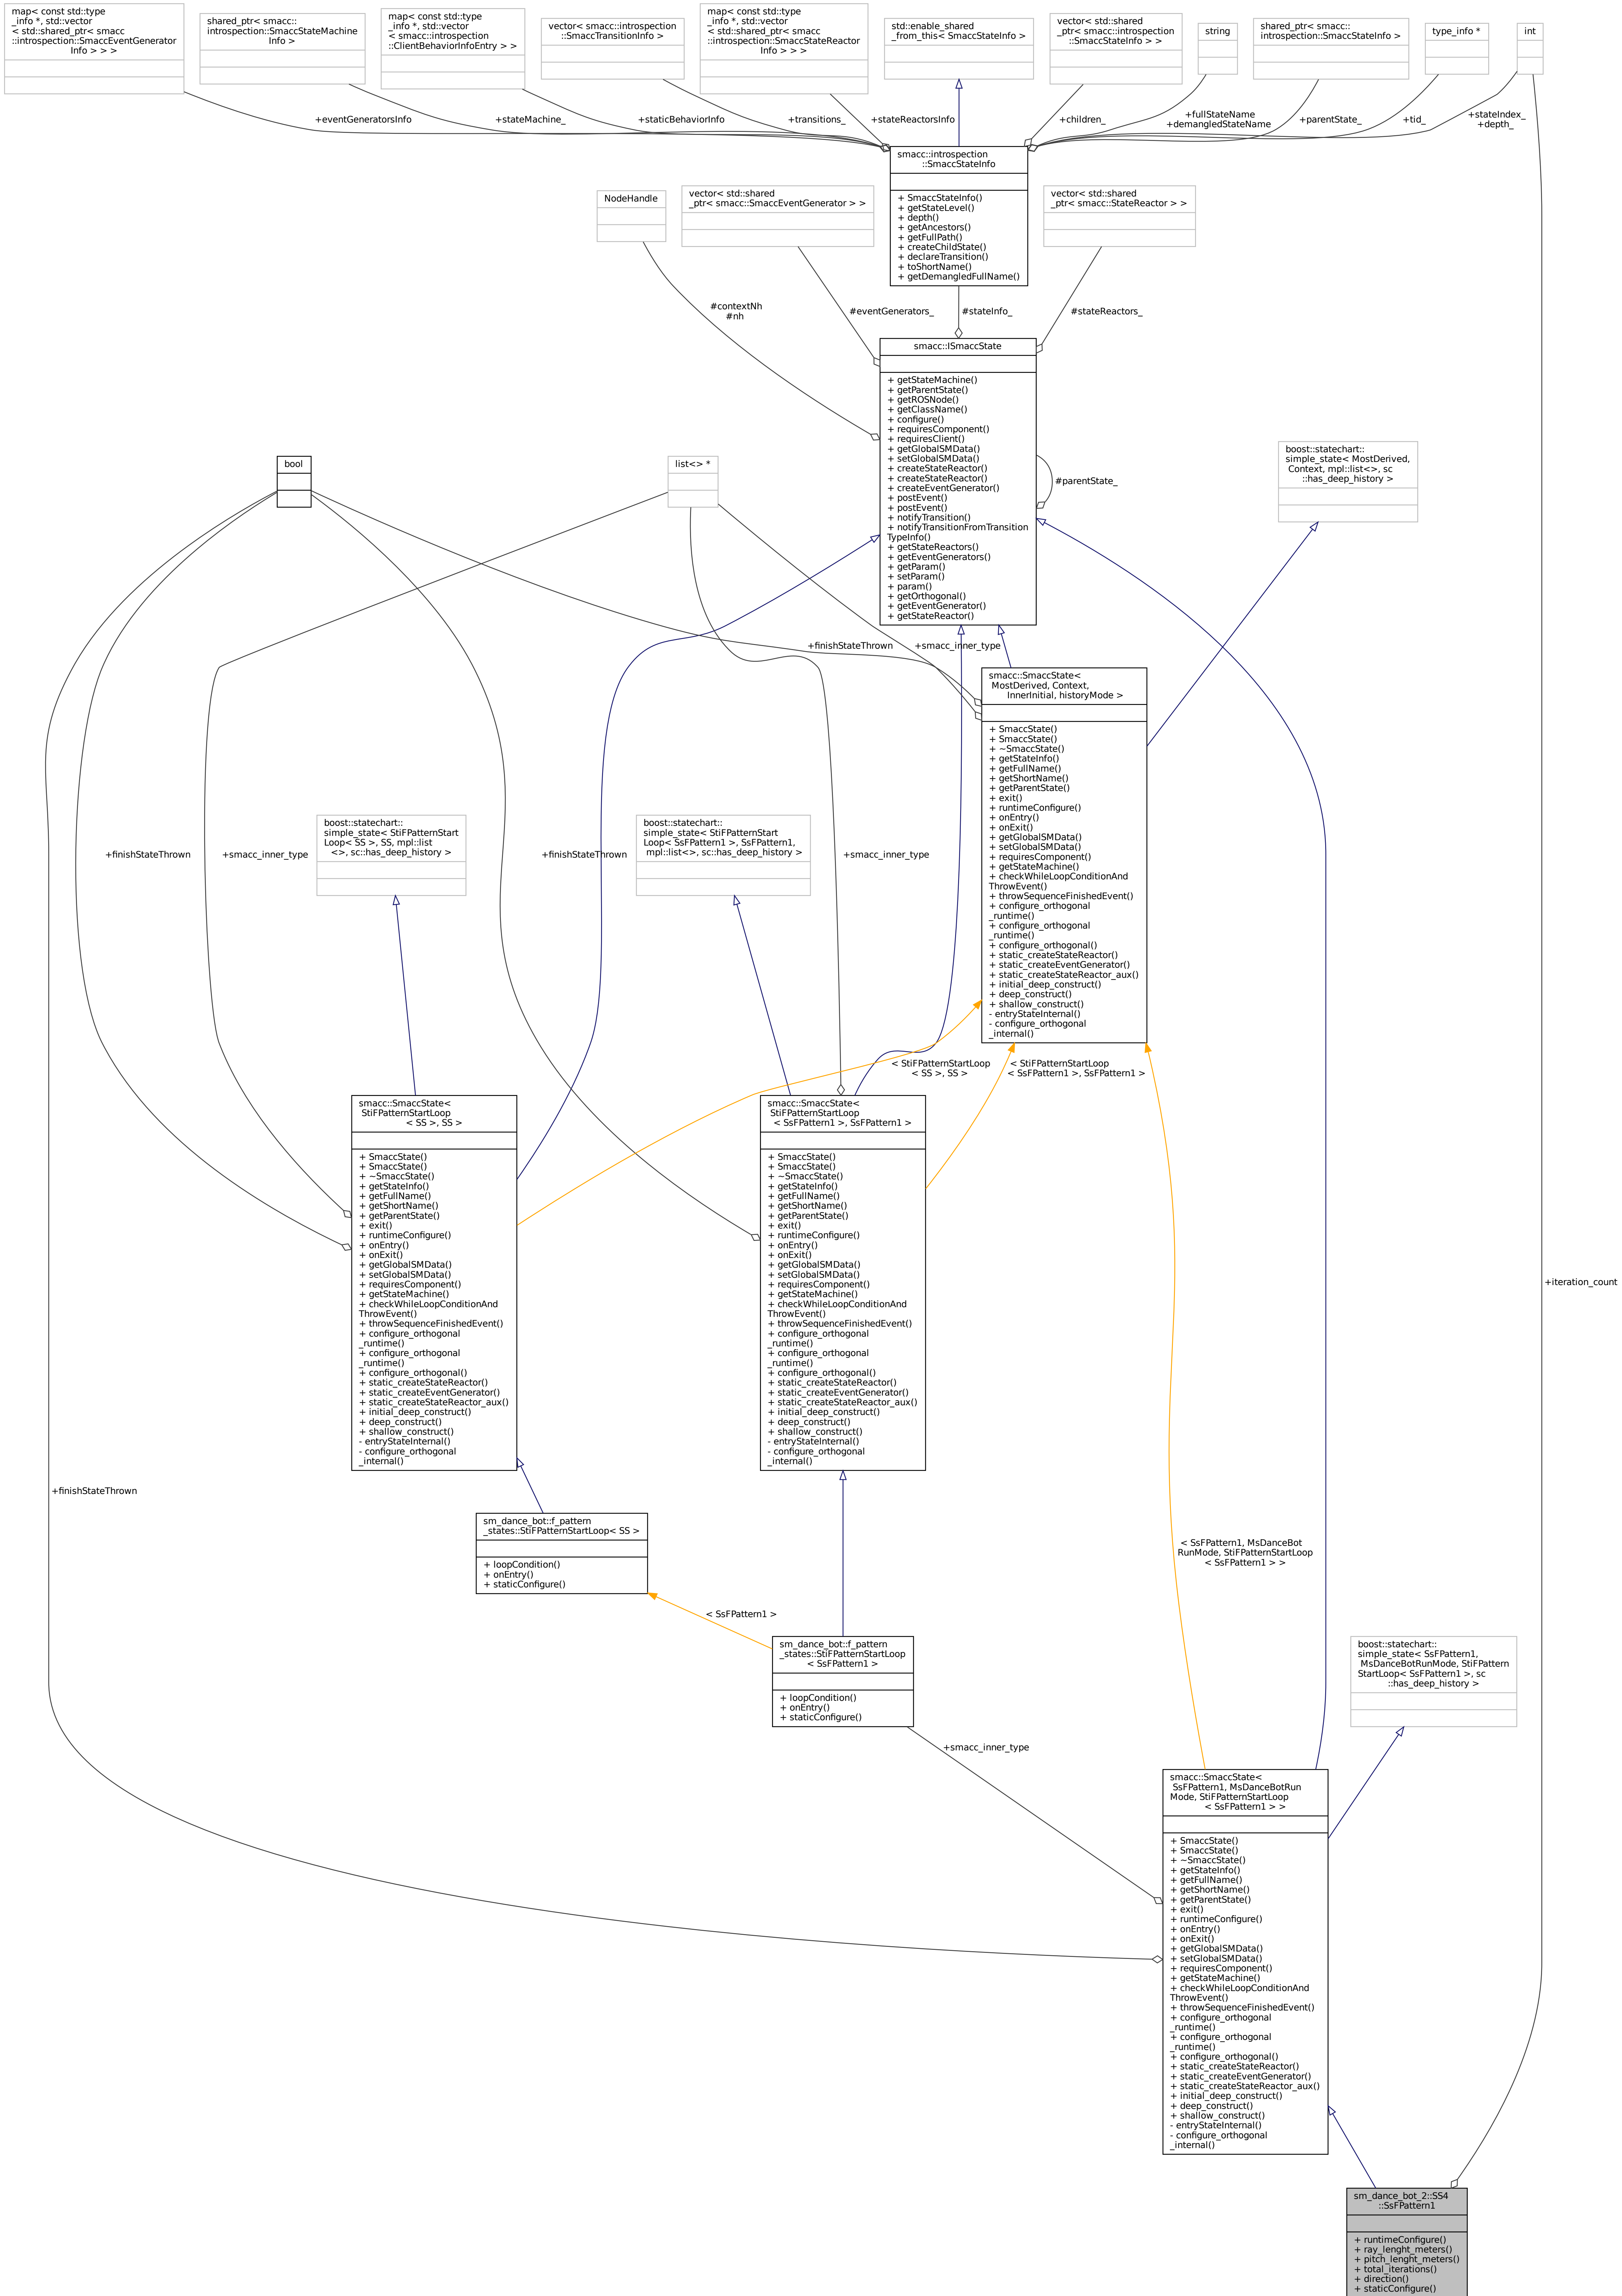 map< const std::type
_info *, std::vector
< std::shared_ptr< smacc
::introspection::SmaccEventGenerator
Info > > >
shared_ptr< smacc::
introspection::SmaccStateMachine
Info >
map< const std::type
_info *, std::vector
< smacc::introspection
::ClientBehaviorInfoEntry > >
vector< smacc::introspection
::SmaccTransitionInfo >
map< const std::type
_info *, std::vector
< std::shared_ptr< smacc
::introspection::SmaccStateReactor
Info > > >
std::enable_shared
_from_this< SmaccStateInfo >
vector< std::shared
_ptr< smacc::introspection
::SmaccStateInfo > >
string
shared_ptr< smacc::
introspection::SmaccStateInfo >
type_info *
int
+eventGeneratorsInfo
+stateMachine_
+staticBehaviorInfo
+transitions_
+stateReactorsInfo
+children_
+fullStateName
+demangledStateName
+parentState_
+tid_
+stateIndex_
+depth_
smacc::introspection
::SmaccStateInfo
+ SmaccStateInfo()
+ getStateLevel()
+ depth()
+ getAncestors()
+ getFullPath()
+ createChildState()
+ declareTransition()
+ toShortName()
+ getDemangledFullName()
NodeHandle
vector< std::shared
_ptr< smacc::SmaccEventGenerator > >
vector< std::shared
_ptr< smacc::StateReactor > >
#contextNh
#nh
#eventGenerators_
#stateInfo_
#stateReactors_
smacc::ISmaccState
+ getStateMachine()
+ getParentState()
+ getROSNode()
+ getClassName()
+ configure()
+ requiresComponent()
+ requiresClient()
+ getGlobalSMData()
+ setGlobalSMData()
+ createStateReactor()
+ createStateReactor()
+ createEventGenerator()
+ postEvent()
+ postEvent()
+ notifyTransition()
+ notifyTransitionFromTransition
TypeInfo()
+ getStateReactors()
+ getEventGenerators()
+ getParam()
+ setParam()
+ param()
+ getOrthogonal()
+ getEventGenerator()
+ getStateReactor()
#parentState_
bool
list<> *
boost::statechart::
simple_state< MostDerived,
Context, mpl::list<>, sc
::has_deep_history >
+finishStateThrown
+smacc_inner_type
smacc::SmaccState<
MostDerived, Context,
InnerInitial, historyMode >
+ SmaccState()
+ SmaccState()
+ ~SmaccState()
+ getStateInfo()
+ getFullName()
+ getShortName()
+ getParentState()
+ exit()
+ runtimeConfigure()
+ onEntry()
+ onExit()
+ getGlobalSMData()
+ setGlobalSMData()
+ requiresComponent()
+ getStateMachine()
+ checkWhileLoopConditionAnd
ThrowEvent()
+ throwSequenceFinishedEvent()
+ configure_orthogonal
_runtime()
+ configure_orthogonal
_runtime()
+ configure_orthogonal()
+ static_createStateReactor()
+ static_createEventGenerator()
+ static_createStateReactor_aux()
+ initial_deep_construct()
+ deep_construct()
+ shallow_construct()
- entryStateInternal()
- configure_orthogonal
_internal()
boost::statechart::
simple_state< StiFPatternStart
Loop< SS >, SS, mpl::list
<>, sc::has_deep_history >
boost::statechart::
simple_state< StiFPatternStart
Loop< SsFPattern1 >, SsFPattern1,
mpl::list<>, sc::has_deep_history >
+finishStateThrown
+smacc_inner_type
+finishStateThrown
+smacc_inner_type
< StiFPatternStartLoop
< SS >, SS >
< StiFPatternStartLoop
< SsFPattern1 >, SsFPattern1 >
smacc::SmaccState<
StiFPatternStartLoop
< SS >, SS >
+ SmaccState()
+ SmaccState()
+ ~SmaccState()
+ getStateInfo()
+ getFullName()
+ getShortName()
+ getParentState()
+ exit()
+ runtimeConfigure()
+ onEntry()
+ onExit()
+ getGlobalSMData()
+ setGlobalSMData()
+ requiresComponent()
+ getStateMachine()
+ checkWhileLoopConditionAnd
ThrowEvent()
+ throwSequenceFinishedEvent()
+ configure_orthogonal
_runtime()
+ configure_orthogonal
_runtime()
+ configure_orthogonal()
+ static_createStateReactor()
+ static_createEventGenerator()
+ static_createStateReactor_aux()
+ initial_deep_construct()
+ deep_construct()
+ shallow_construct()
- entryStateInternal()
- configure_orthogonal
_internal()
smacc::SmaccState<
StiFPatternStartLoop
< SsFPattern1 >, SsFPattern1 >
+ SmaccState()
+ SmaccState()
+ ~SmaccState()
+ getStateInfo()
+ getFullName()
+ getShortName()
+ getParentState()
+ exit()
+ runtimeConfigure()
+ onEntry()
+ onExit()
+ getGlobalSMData()
+ setGlobalSMData()
+ requiresComponent()
+ getStateMachine()
+ checkWhileLoopConditionAnd
ThrowEvent()
+ throwSequenceFinishedEvent()
+ configure_orthogonal
_runtime()
+ configure_orthogonal
_runtime()
+ configure_orthogonal()
+ static_createStateReactor()
+ static_createEventGenerator()
+ static_createStateReactor_aux()
+ initial_deep_construct()
+ deep_construct()
+ shallow_construct()
- entryStateInternal()
- configure_orthogonal
_internal()
+iteration_count
+finishStateThrown
sm_dance_bot::f_pattern
_states::StiFPatternStartLoop< SS >
+ loopCondition()
+ onEntry()
+ staticConfigure()
< SsFPattern1, MsDanceBot
RunMode, StiFPatternStartLoop
< SsFPattern1 > >
< SsFPattern1 >
sm_dance_bot::f_pattern
_states::StiFPatternStartLoop
< SsFPattern1 >
+ loopCondition()
+ onEntry()
+ staticConfigure()
boost::statechart::
simple_state< SsFPattern1,
MsDanceBotRunMode, StiFPattern
StartLoop< SsFPattern1 >, sc
::has_deep_history >
+smacc_inner_type
smacc::SmaccState<
SsFPattern1, MsDanceBotRun
Mode, StiFPatternStartLoop
< SsFPattern1 > >
+ SmaccState()
+ SmaccState()
+ ~SmaccState()
+ getStateInfo()
+ getFullName()
+ getShortName()
+ getParentState()
+ exit()
+ runtimeConfigure()
+ onEntry()
+ onExit()
+ getGlobalSMData()
+ setGlobalSMData()
+ requiresComponent()
+ getStateMachine()
+ checkWhileLoopConditionAnd
ThrowEvent()
+ throwSequenceFinishedEvent()
+ configure_orthogonal
_runtime()
+ configure_orthogonal
_runtime()
+ configure_orthogonal()
+ static_createStateReactor()
+ static_createEventGenerator()
+ static_createStateReactor_aux()
+ initial_deep_construct()
+ deep_construct()
+ shallow_construct()
- entryStateInternal()
- configure_orthogonal
_internal()
sm_dance_bot_2::SS4
::SsFPattern1
+ runtimeConfigure()
+ ray_lenght_meters()
+ pitch_lenght_meters()
+ total_iterations()
+ direction()
+ staticConfigure()